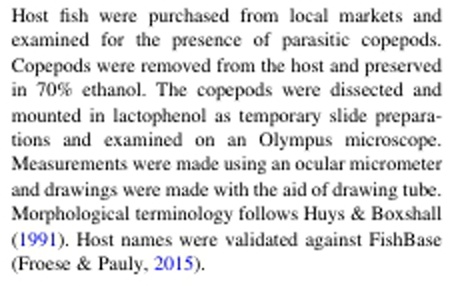 Host fish were purchased from local markets and
examined for the presence of parasitic copepods.
Copepods were removed from the host and preserved
in 70% ethanol. The copepods were dissected and
mounted in lactophenol as temporary slide prepara-
tions and examined on an Olympus microscope.
Measurements were made using an ocular micrometer
and drawings were made with the aid of drawing tube.
Morphological terminology follows Huys & Boxshall
(1991). Host names were validated against FishBase
(Froese & Pauly, 2015).